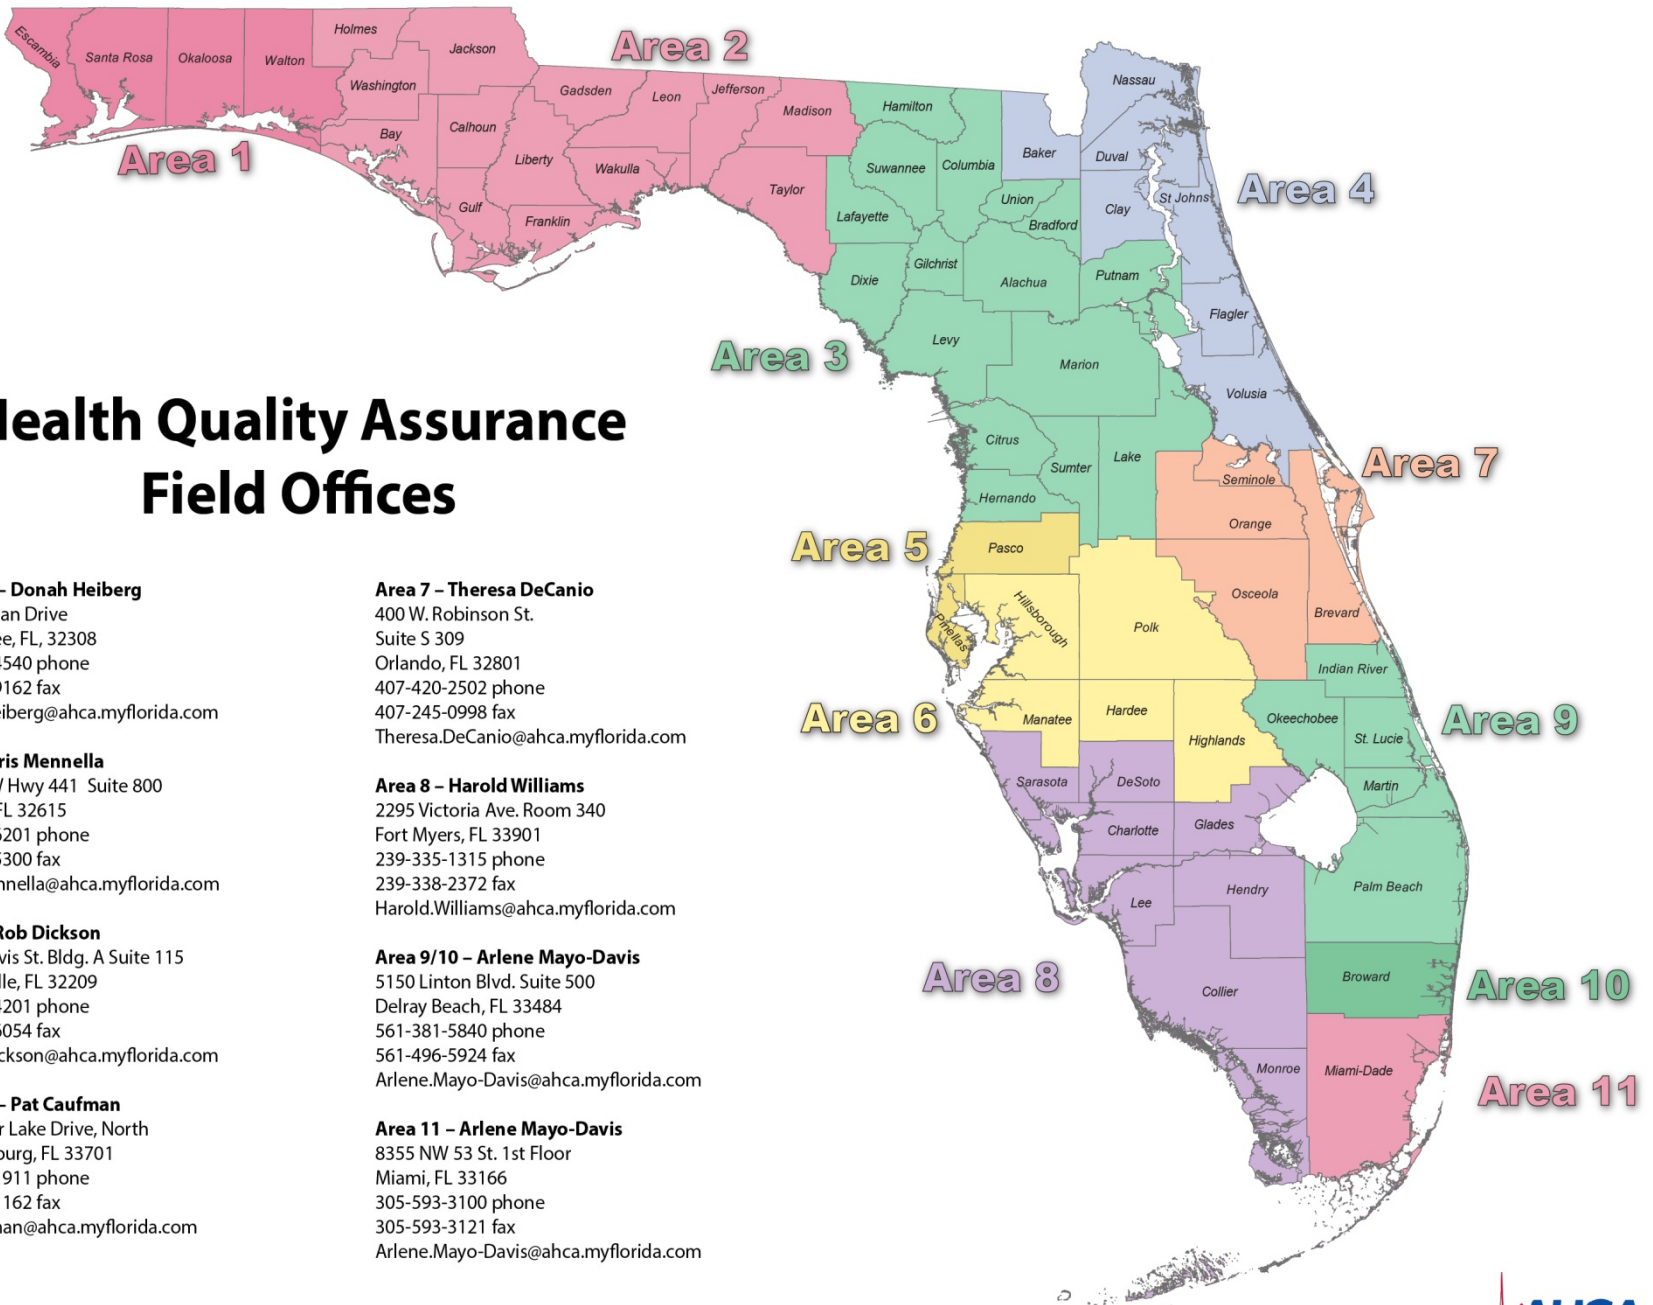 Escambia
Santa Rosa
Okaloosa
Walton
Holmes
Jackson
Washington
Bay
Calhoun
Gulf
Liberty
Franklin
Gadsden
Leon
Wakulla
Jefferson
Madison
Taylor
Area 1
Area 2
Hamilton
Suwannee
Columbia
Lafayette
Union
Bradford
Dixie
Gilchrist
Alachua
Putnam
Levy
Marion
Citrus
Sumter
Lake
Hernando
Area 3
Nassau
Baker
Duval
Clay
St Johns
Flagler
Volusia
Area 4
Pasco
Pinellas
Area 5
Hillsborough
Polk
Manatee
Hardee
Highlands
Area 6
Seminole
Orange
Osceola
Brevard
Area 7
Sarasota
DeSoto
Charlotte
Glades
Lee
Hendry
Collier
Monroe
Area 8
Indian River
Okeechobee
St. Lucie
Martin
Palm Beach
Area 9
Broward
Area 10
Miami-Dade
Area 11
ealth Quality Assurance
Field Offices
– Donah Heiberg
an Drive
ee, FL, 32308
4540 phone
9162 fax
eiberg@ahca.myflorida.com
ris Mennella
Hwy 441 Suite 800
FL 32615
6201 phone
5300 fax
nnella@ahca.myflorida.com
Rob Dickson
vis St. Bldg. A Suite 115
lle, FL 32209
4201 phone
6054 fax
ckson@ahca.myflorida.com
– Pat Caufman
r Lake Drive, North
burg, FL 33701
911 phone
162 fax
man@ahca.myflorida.com
Area 7 – Theresa DeCanio
400 W. Robinson St.
Suite S 309
Orlando, FL 32801
407-420-2502 phone
407-245-0998 fax
Theresa.DeCanio@ahca.myflorida.com
Area 8 – Harold Williams
2295 Victoria Ave. Room 340
Fort Myers, FL 33901
239-335-1315 phone
239-338-2372 fax
Harold.Williams@ahca.myflorida.com
Area 9/10 – Arlene Mayo-Davis
5150 Linton Blvd. Suite 500
Delray Beach, FL 33484
561-381-5840 phone
561-496-5924 fax
Arlene.Mayo-Davis@ahca.myflorida.com
Area 11 – Arlene Mayo-Davis
8355 NW 53 St. 1st Floor
Miami, FL 33166
305-593-3100 phone
305-593-3121 fax
Arlene.Mayo-Davis@ahca.myflorida.com